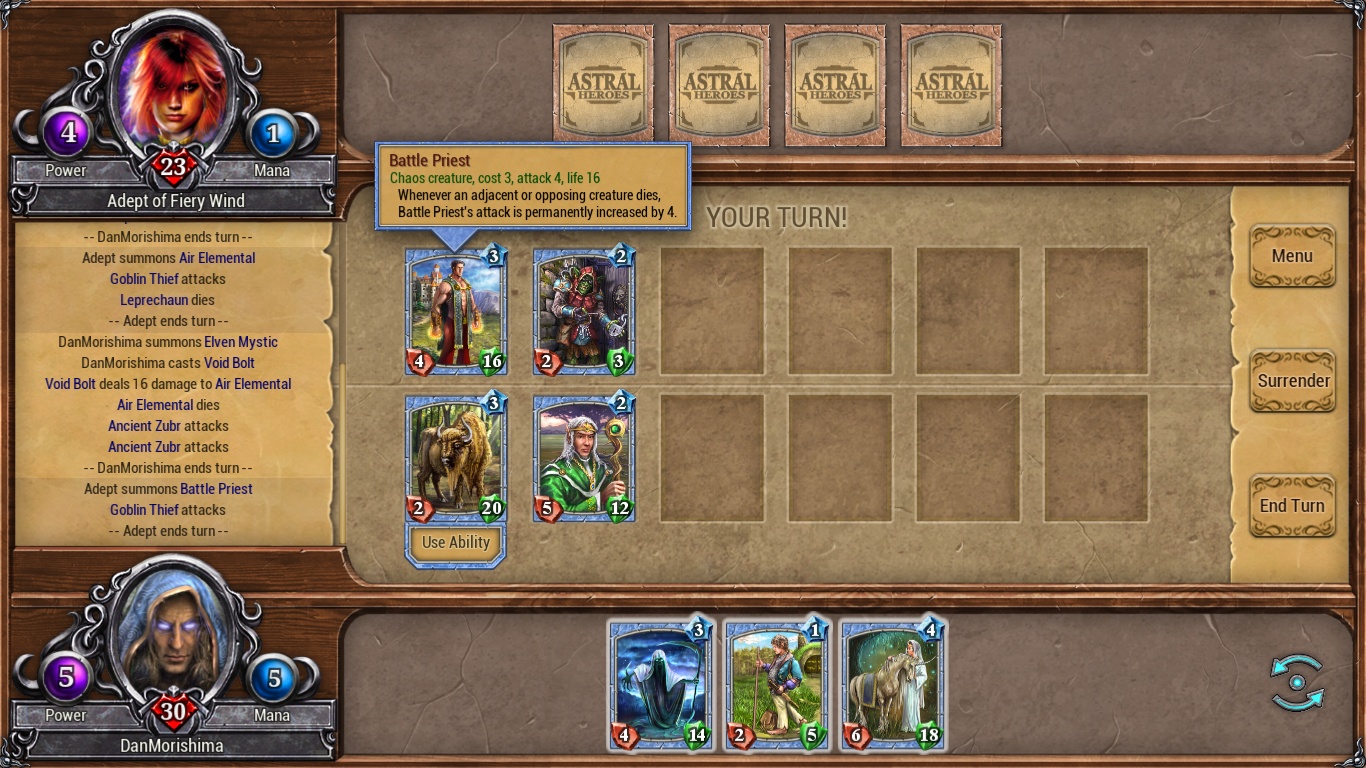 4
1
Power
23
Mana
Adept of Fiery Wind
ASTRAL
HEROES
ASTRAL
HEROES
ASTRAL
HEROES
ASTRAL
HEROES
Battle Priest
Chaos creature, cost 3, attack 4, life 16
Whenever an adjacent or opposing creature dies,
Battle Priest's attack is permanently increased by 4.
YOUR TURN!
-- DanMorishima ends turn --
Adept summons Air Elemental
Goblin Thief attacks
Leprechaun dies
-- Adept ends turn --
DanMorishima summons Elven Mystic
DanMorishima casts Void Bolt
Void Bolt deals 16 damage to Air Elemental
Air Elemental dies
Ancient Zubr attacks
Ancient Zubr attacks
-- DanMorishima ends turn --
Adept summons Battle Priest
Goblin Thief attacks
-- Adept ends turn --
3
4
16
2
2
3
3
2
20
2
5
12
Use Ability
Menu
Surrender
End Turn
5
5
Power
30
Mana
DanMorishima
3
4
14
1
2
5
4
6
18